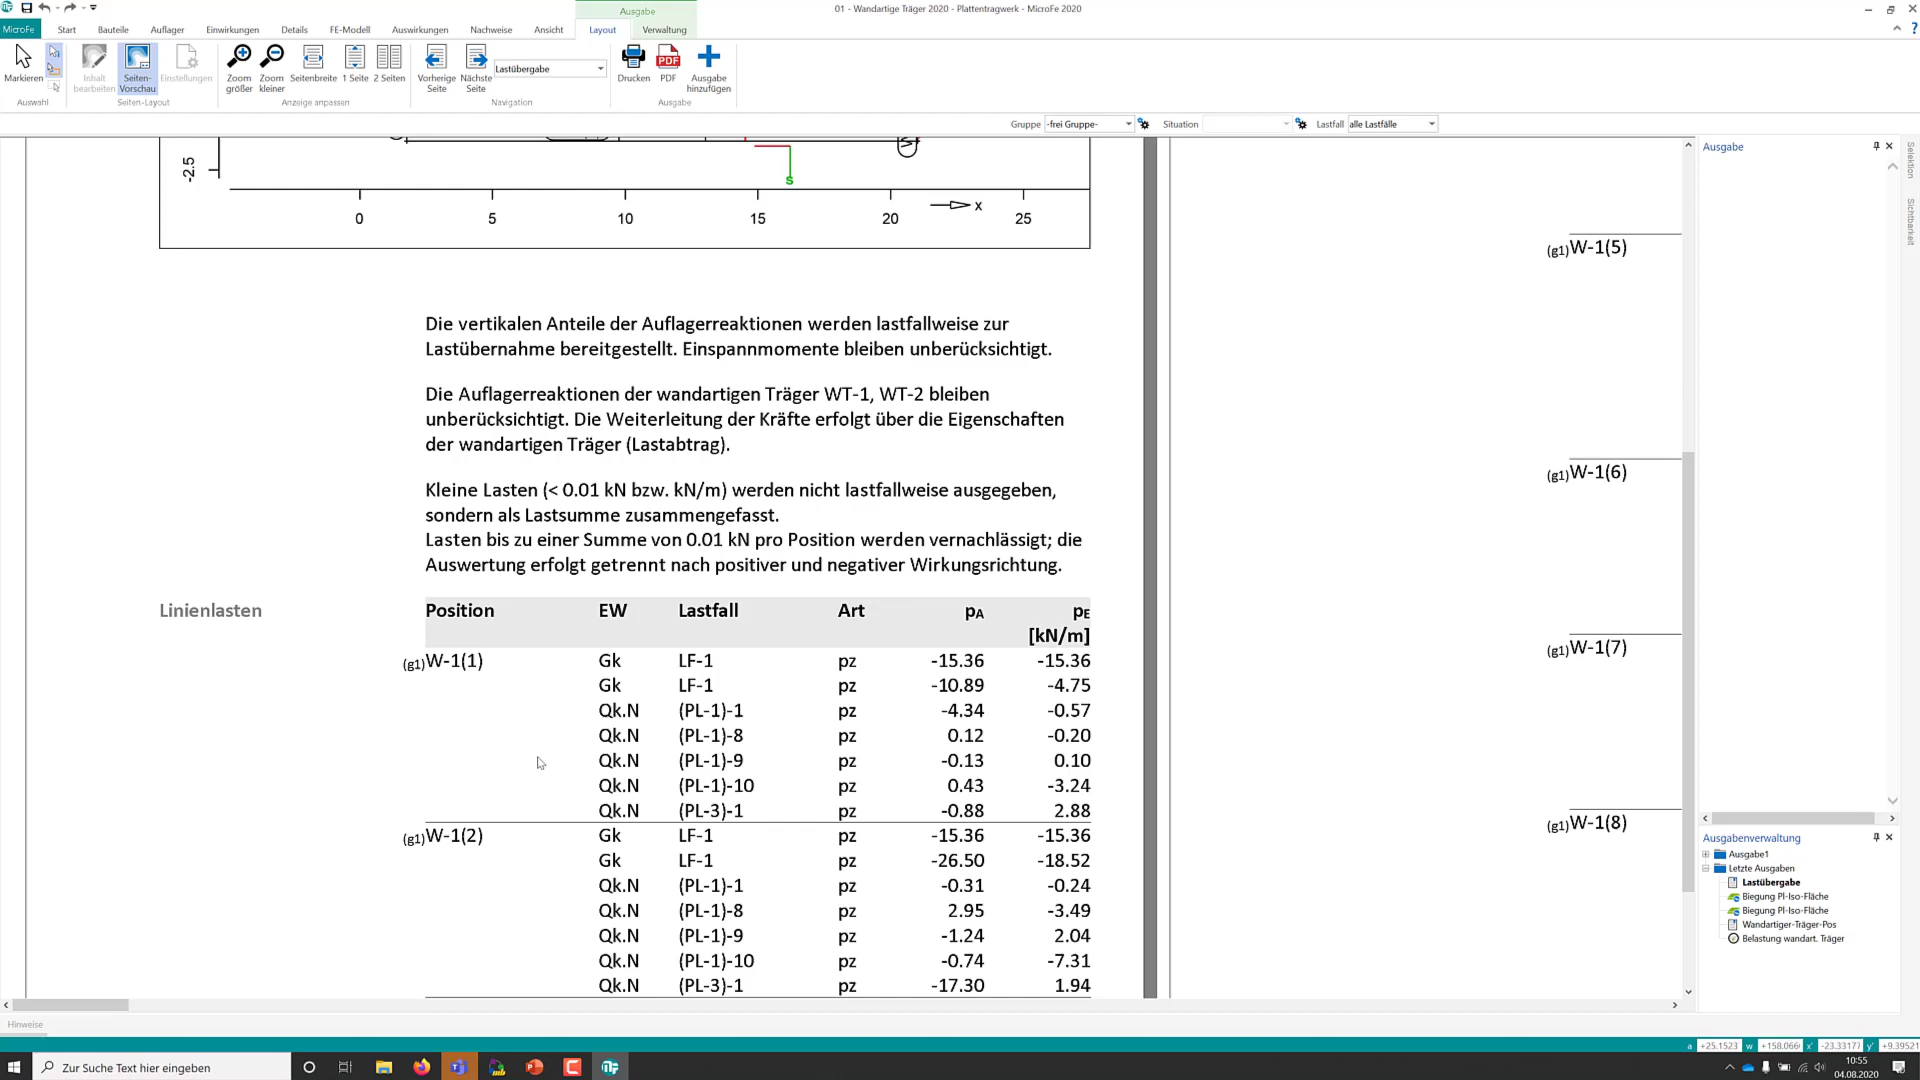 Ausgabe
01 - Wandartige Träger 2020 - Plattentragwerk - MicroFe 2020
MicroFe Start Bauteile Auflager Einwirkungen Details FE-Modell Auswirkungen Nachweise Ansicht Layout Verwaltung
Markieren
Auswahl
Inhalt bearbeiten
Seiten-Vorschau
Einstellungen
Seiten-Layout
Zoom größer
Zoom kleiner
Seitenbreite
1 Seite
2 Seiten
Anzeige anpassen
Vorherige Seite
Nächste Seite
Lastübergabe
Navigation
Drucken
PDF
Ausgabe hinzufügen
Ausgabe
Gruppe -frei Gruppe- Situation Lastfall alle Lastfälle
-2.5
s
x
0 5 10 15 20 25
Die vertikalen Anteile der Auflagerreaktionen werden lastfallweise zur
Lastübernahme bereitgestellt. Einspannmomente bleiben unberücksichtigt.
Die Auflagerreaktionen der wandartigen Träger WT-1, WT-2 bleiben
unberücksichtigt. Die Weiterleitung der Kräfte erfolgt über die Eigenschaften
der wandartigen Träger (Lastabtrag).
Kleine Lasten (< 0.01 kN bzw. kN/m) werden nicht lastfallweise ausgegeben,
sondern als Lastsumme zusammengefasst.
Lasten bis zu einer Summe von 0.01 kN pro Position werden vernachlässigt; die
Auswertung erfolgt getrennt nach positiver und negativer Wirkungsrichtung.
Linienlasten
Position EW Lastfall Art pA pE
[kN/m]
(g1)W-1(1) Gk LF-1 pz -15.36 -15.36
Gk LF-1 pz -10.89 -4.75
Qk.N (PL-1)-1 pz -4.34 -0.57
Qk.N (PL-1)-8 pz 0.12 -0.20
Qk.N (PL-1)-9 pz -0.13 0.10
Qk.N (PL-1)-10 pz 0.43 -3.24
Qk.N (PL-3)-1 pz -0.88 2.88
(g1)W-1(2) Gk LF-1 pz -15.36 -15.36
Gk LF-1 pz -26.50 -18.52
Qk.N (PL-1)-1 pz -0.31 -0.24
Qk.N (PL-1)-8 pz 2.95 -3.49
Qk.N (PL-1)-9 pz -1.24 2.04
Qk.N (PL-1)-10 pz -0.74 -7.31
Qk.N (PL-3)-1 pz -17.30 1.94
(g1)W-1(5)
(g1)W-1(6)
(g1)W-1(7)
(g1)W-1(8)
Ausgabe
Selektion
Sichtbarkeit
Ausgabenverwaltung
Ausgabe1
Letzte Ausgaben
Lastübergabe
Biegung Pl-Iso-Fläche
Biegung Pl-Iso-Fläche
Wandartiger-Träger-Pos
Belastung wandart. Träger
Hinweise
a +25.1523 w +158.066 x' -23.3317 y' +9.39521
Zur Suche Text hier eingeben
10:55
04.08.2020